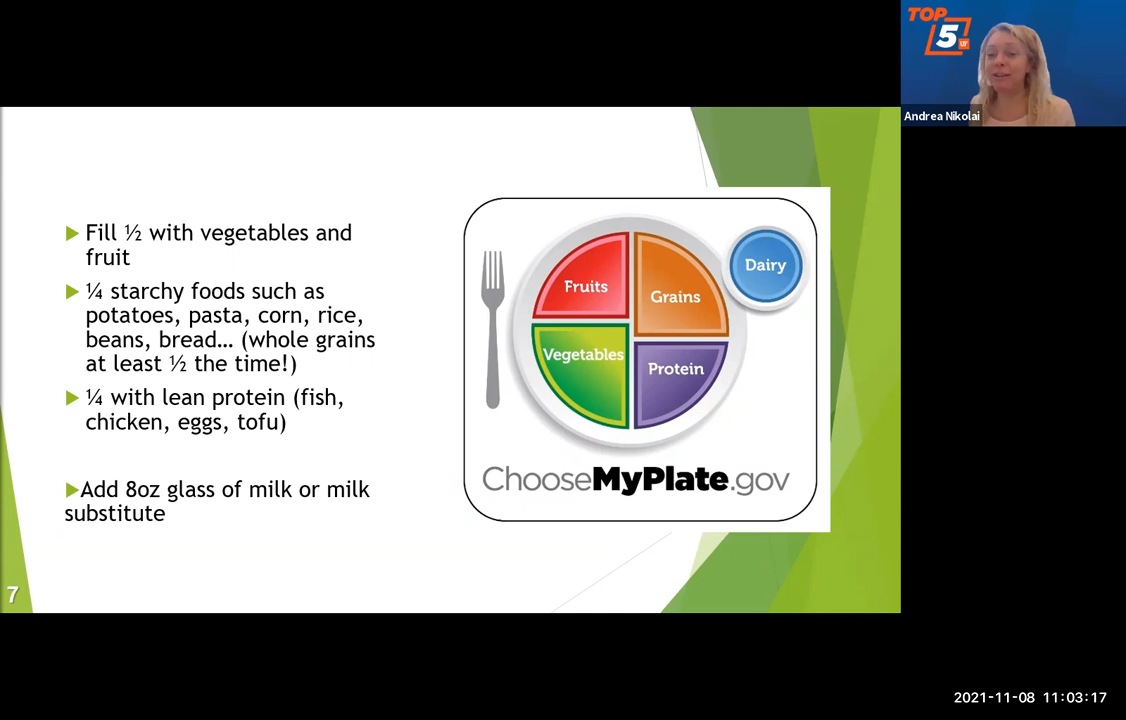 TOP
5
UF
Andrea Nikolai
Fill ½ with vegetables and
fruit
¼ starchy foods such as
potatoes, pasta, corn, rice,
beans, bread… (whole grains
at least ½ the time!)
¼ with lean protein (fish,
chicken, eggs, tofu)
Add 8oz glass of milk or milk
substitute
Fruits
Grains
Dairy
Vegetables
Protein
ChooseMyPlate.gov
7
2021-11-08 11:03:17